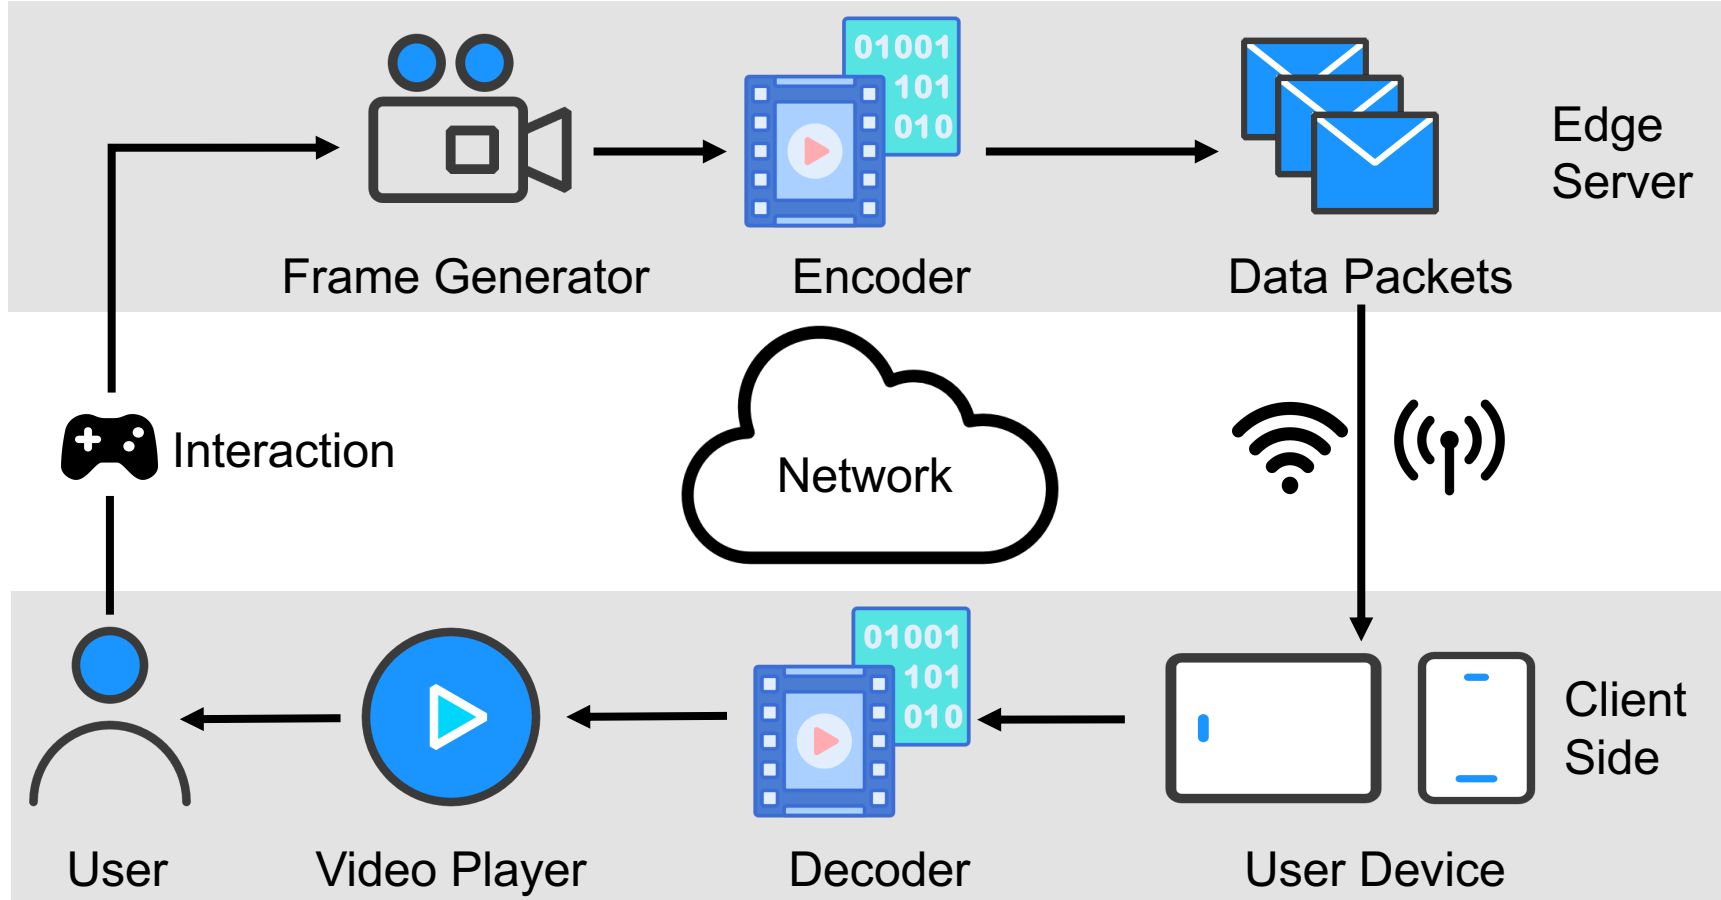 01001
101
010
Edge
Server
Frame Generator
Encoder
Data Packets
Interaction
Network
01001
101
010
Client
Side
User
Video Player
Decoder
User Device